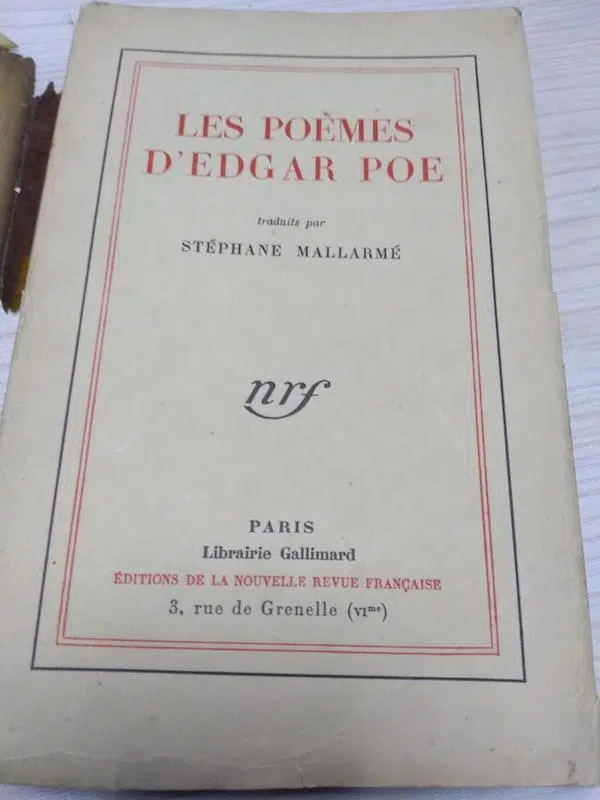 LES POÈMES
D'EDGAR POE
traduits par
STÉPHANE MALLARMÉ
nrf
PARIS
Librairie Gallimard
ÉDITIONS DE LA NOUVELLE REVUE FRANÇAISE
3, rue de Grenelle (VIme)